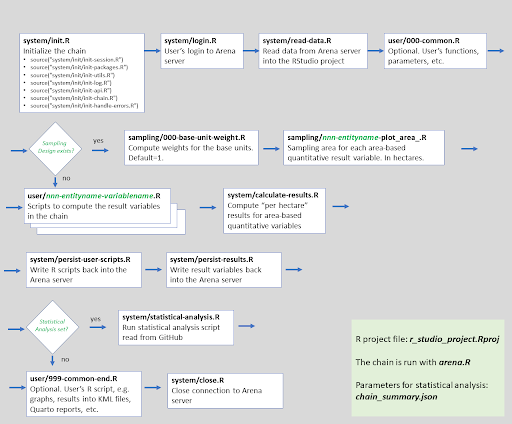 system/init.R
Initialize the chain
• source("system/init/init-session.R")
• source("system/init/init-packages.R")
• source("system/init/init-utils.R")
• source("system/init/init-log.R")
• source("system/init/init-api.R")
• source("system/init/init-chain.R")
• source("system/init/init-handle-errors.R")
system/login.R
User's login to Arena
server
system/read-data.R
Read data from Arena server
into the RStudio project
user/000-common.R
Optional. User's functions,
parameters, etc.
Sampling
Design exists?
yes
no
sampling/000-base-unit-weight.R
Compute weights for the base units.
Default=1.
sampling/nnn-entityname-plot_area_.R
Sampling area for each area-based
quantitative result variable. In hectares.
user/nnn-entityname-variablename.R
Scripts to compute the result variables
in the chain
system/calculate-results.R
Compute "per hectare"
results for area-based
quantitative variables
system/persist-user-scripts.R
Write R scripts back into the
Arena server
system/persist-results.R
Write result variables back
into the Arena server
Statistical
Analysis set?
yes
no
system/statistical-analysis.R
Run statistical analysis script
read from GitHub
user/999-common-end.R
Optional. User's R script, e.g.
graphs, results into KML files,
Quarto reports, etc.
system/close.R
Close connection to Arena
server
R project file: r_studio_project.Rproj
The chain is run with arena.R
Parameters for statistical analysis:
chain_summary.json